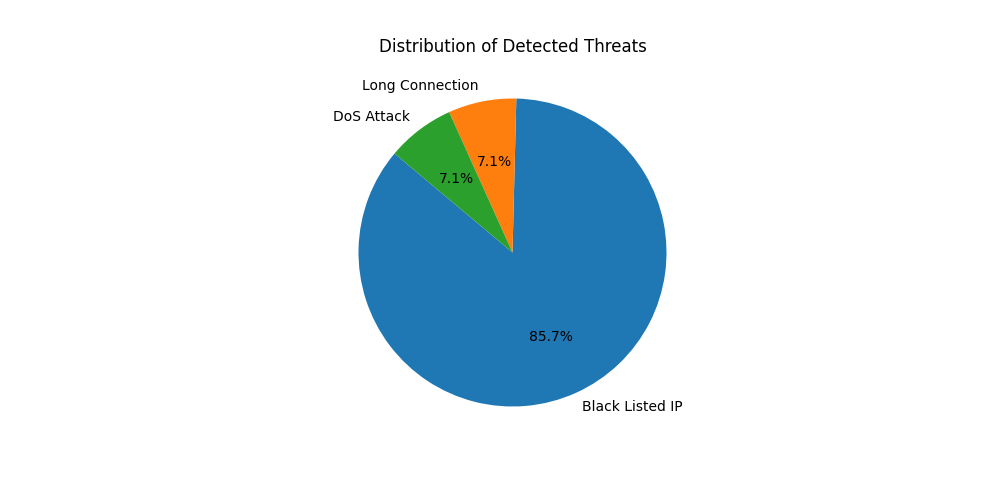 Distribution of Detected Threats
Long Connection
DoS Attack
7.1%
7.1%
85.7%
Black Listed IP